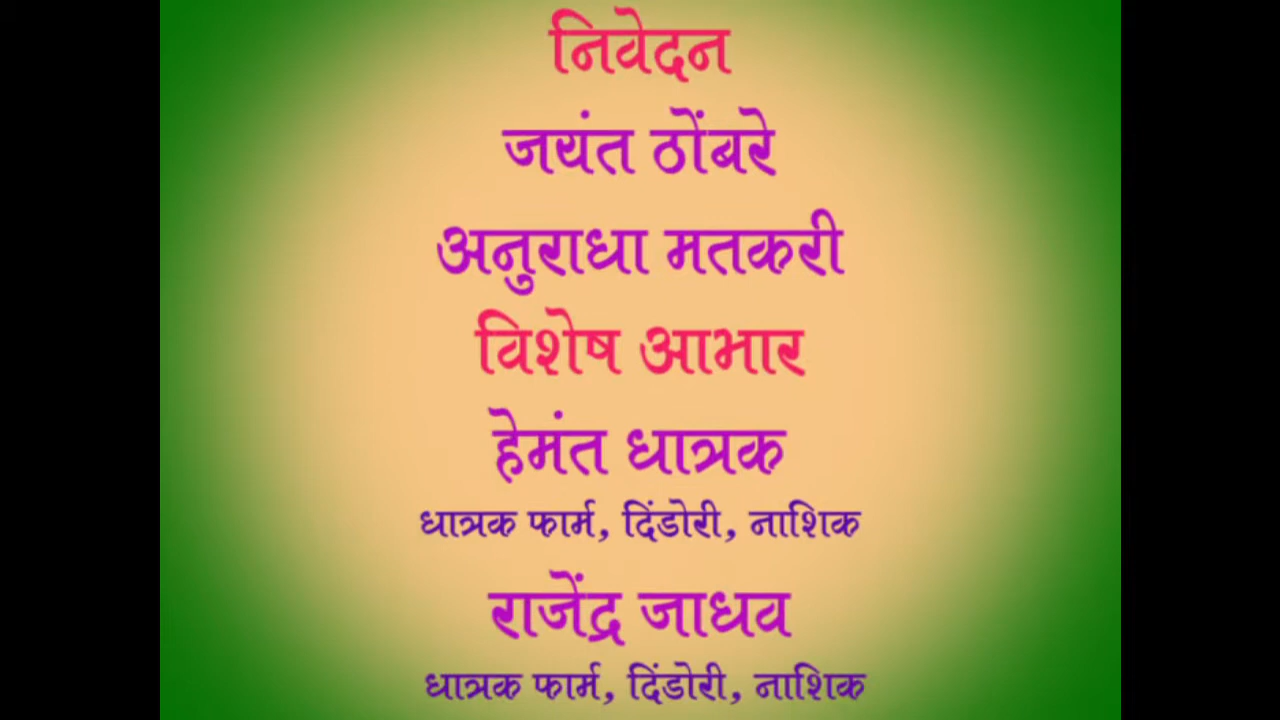 निवेदन
जयंत ठोंबरे
अनुराधा मतकरी
विशेष आभार
हेमंत धात्रक
धात्रक फार्म, दिंडोरी, नाशिक
राजेंद्र जाधव
धात्रक फार्म, दिंडोरी, नाशिक